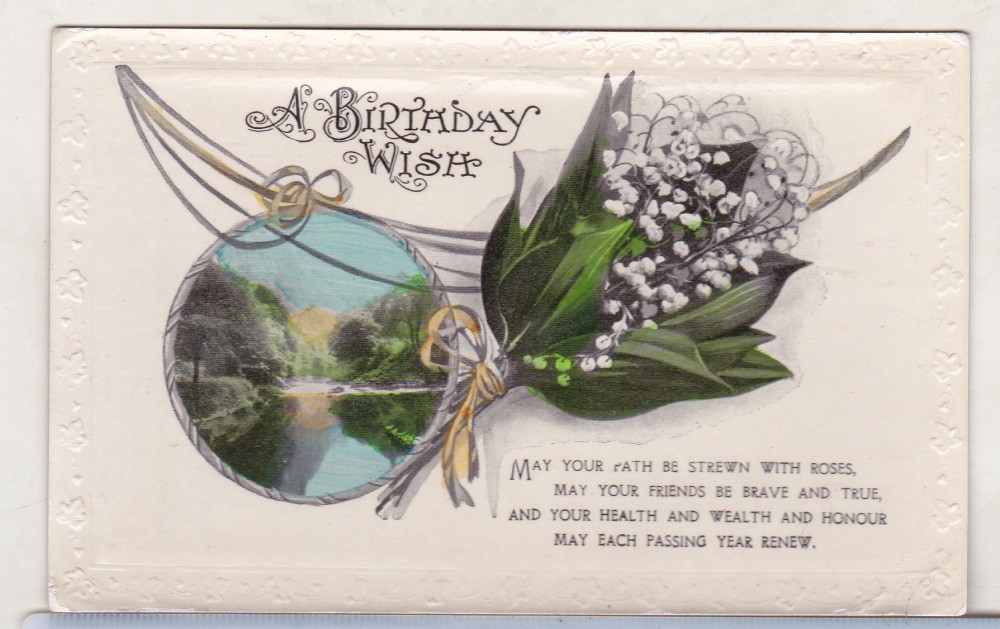 A BIRTHDAY
WISH
MAY YOUR PATH BE STREWN WITH ROSES,
MAY YOUR FRIENDS BE BRAVE AND TRUE,
AND YOUR HEALTH AND WEALTH AND HONOUR
MAY EACH PASSING YEAR RENEW.